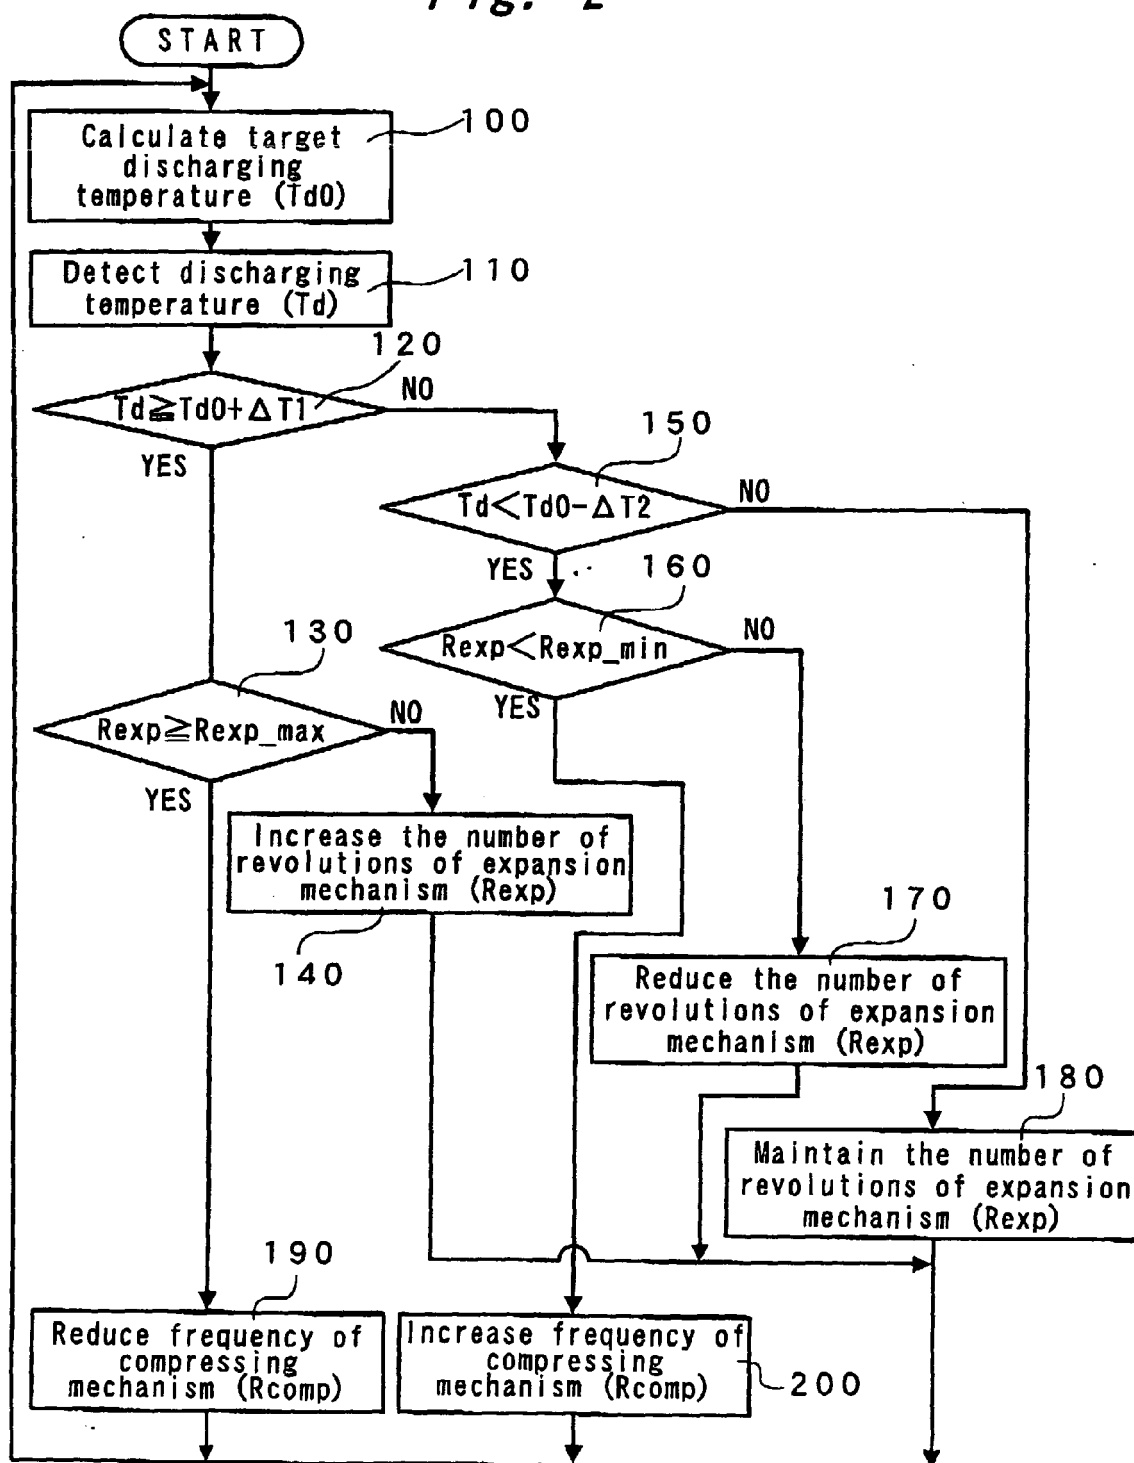 Fig. 2
START
100
Calculate target
discharging
temperature (Td0)
110
Detect discharging
temperature (Td)
120
Td≧Td0+ΔT1
NO
YES
150
Td<Td0-ΔT2
NO
YES
160
Rexp<Rexp_min
NO
YES
130
Rexp≧Rexp_max
NO
YES
Increase the number of
revolutions of expansion
mechanism (Rexp)
140
170
Reduce the number of
revolutions of expansion
mechanism (Rexp)
180
Maintain the number of
revolutions of expansion
mechanism (Rexp)
190
Reduce frequency of
compressing
mechanism (Rcomp)
Increase frequency of
compressing
mechanism (Rcomp)
200